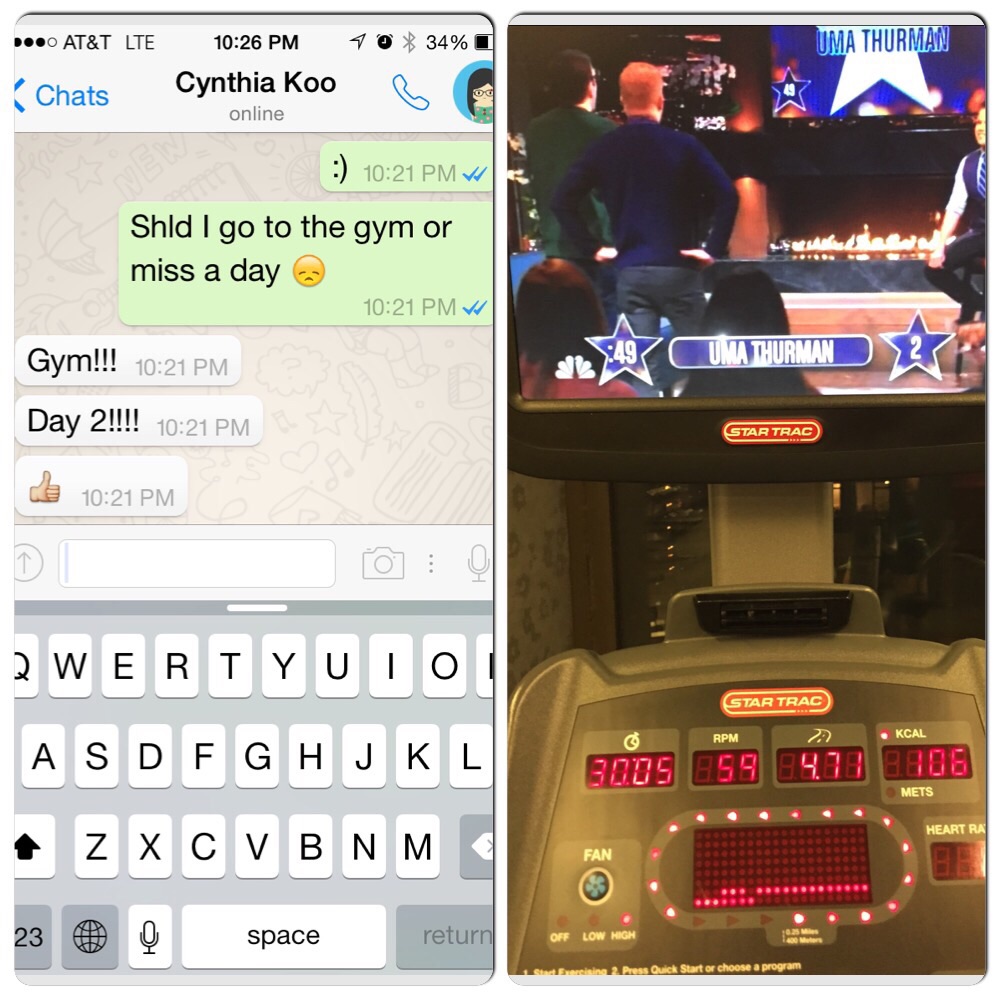 AT&T LTE 10:26 PM 34%
Chats Cynthia Koo
online
:) 10:21 PM
Shld I go to the gym or
miss a day 😞
10:21 PM
Gym!!! 10:21 PM
Day 2!!!! 10:21 PM
👍 10:21 PM
Q W E R T Y U I O
A S D F G H J K L
Z X C V B N M
23 space return
UMA THURMAN
49
:49 UMA THURMAN 2
STAR TRAC
STAR TRAC
RPM KCAL
30:05 59 4.71 106
METS
HEART RA
FAN
OFF LOW HIGH
0.25 Miles
400 Meters
1. Start Exercising 2. Press Quick Start or choose a program